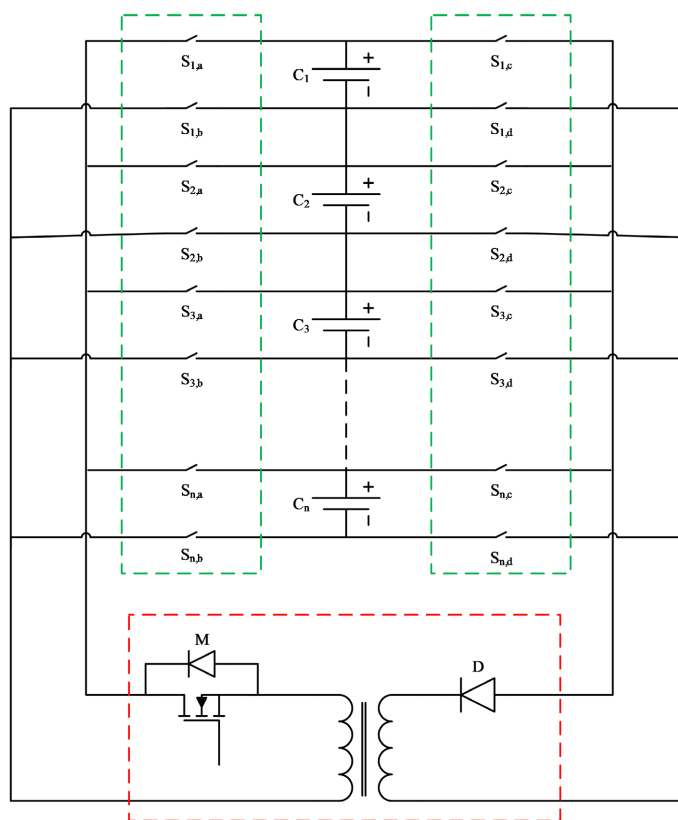 S1,a
S1,c
C1
+
S1,b
S1,d
S2,a
S2,c
C2
+
S2,b
S2,d
S3,a
S3,c
C3
+
S3,b
S3,d
Sn,a
Sn,c
Cn
+
Sn,b
Sn,d
M
D